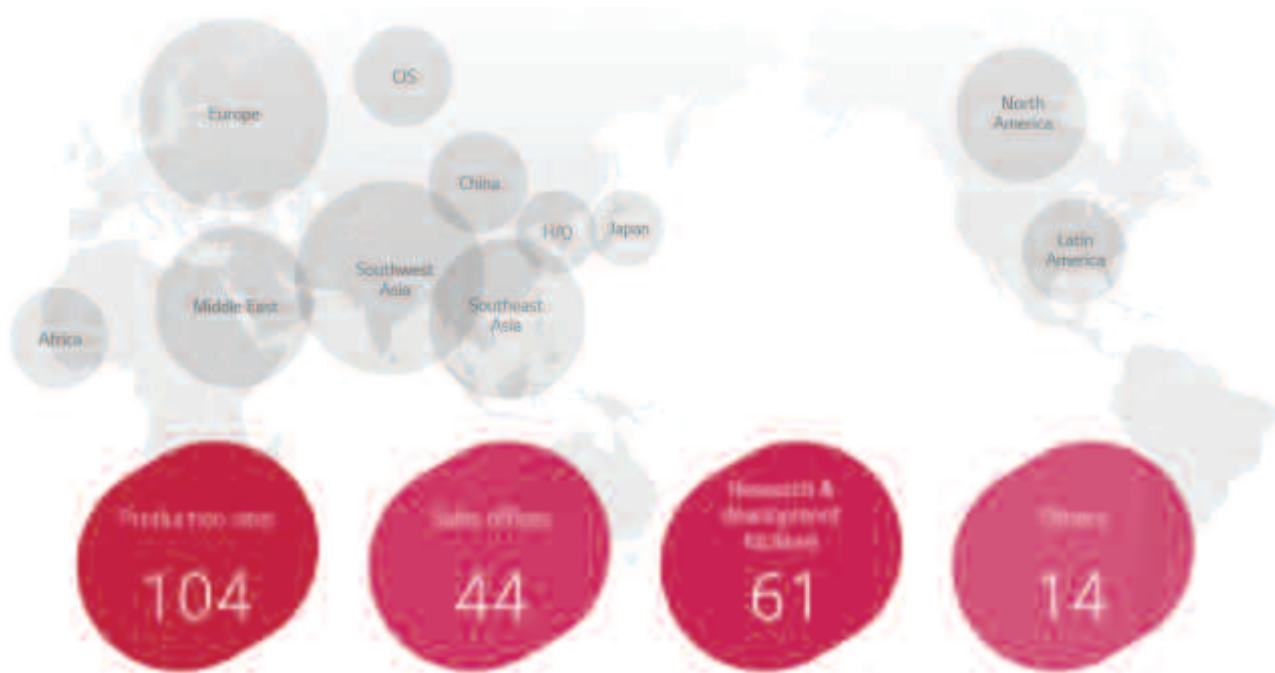 CIS
Europe
North
America
China
H/Q
Japan
Latin
America
Southwest
Asia
Southeast
Asia
Middle East
Africa
Production sites
Sales offices
Research &
development
facilities
Others
104
44
61
14